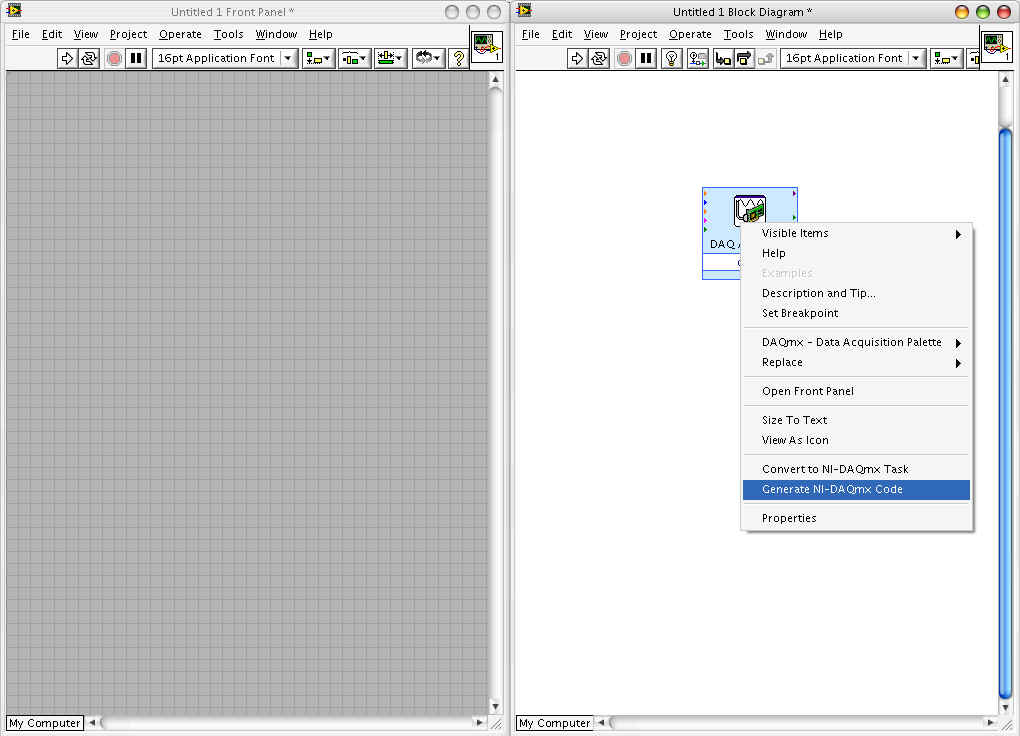 Untitled 1 Front Panel *
File Edit View Project Operate Tools Window Help
16pt Application Font
?
1
My Computer
Untitled 1 Block Diagram *
File Edit View Project Operate Tools Window Help
16pt Application Font
1
DAQ
Visible Items
Help
Examples
Description and Tip...
Set Breakpoint
DAQmx - Data Acquisition Palette
Replace
Open Front Panel
Size To Text
View As Icon
Convert to NI-DAQmx Task
Generate NI-DAQmx Code
Properties
My Computer